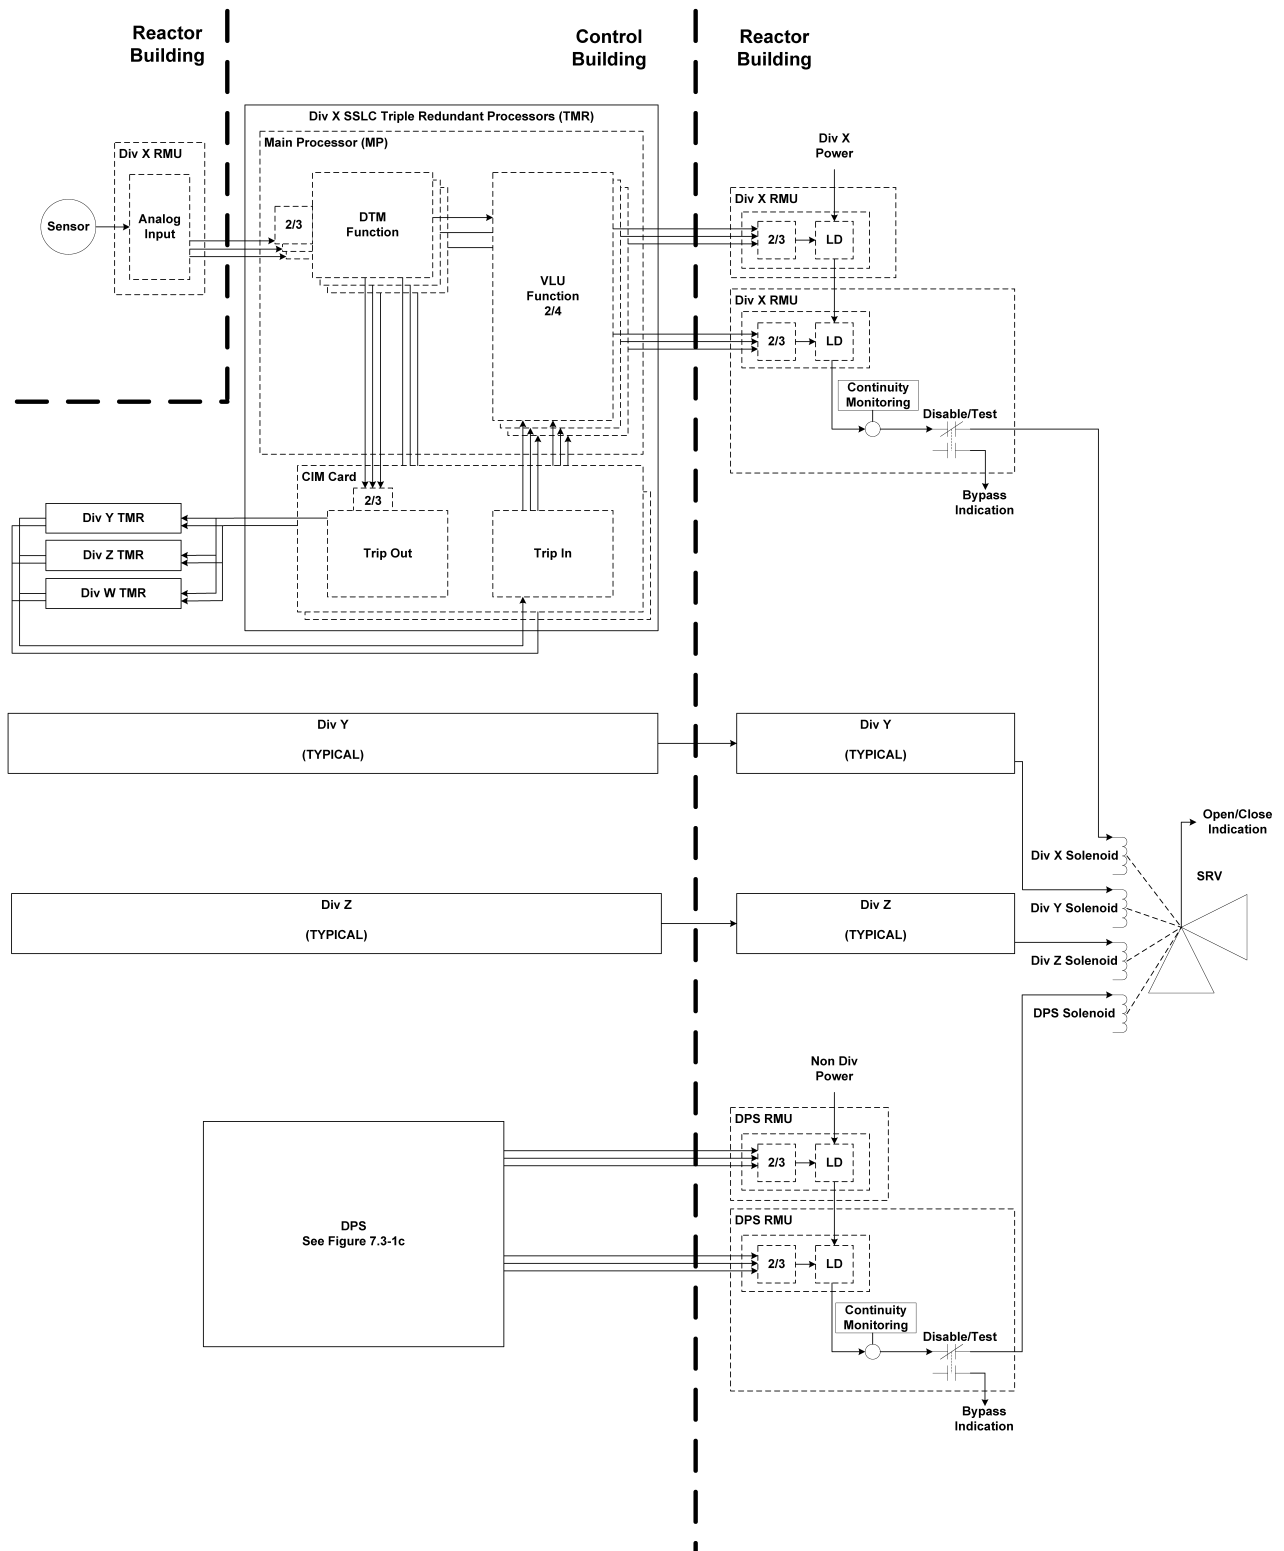 Reactor
Building
Control
Building
Reactor
Building
Div X SSLC Triple Redundant Processors (TMR)
Main Processor (MP)
Div X RMU
Sensor
Analog
Input
2/3
DTM
Function
VLU
Function
2/4
CIM Card
2/3
Trip Out
Trip In
Div Y TMR
Div Z TMR
Div W TMR
Div X
Power
Div X RMU
2/3
LD
Div X RMU
2/3
LD
Continuity
Monitoring
Disable/Test
Bypass
Indication
Div Y
(TYPICAL)
Div Y
(TYPICAL)
Div Z
(TYPICAL)
Div Z
(TYPICAL)
Open/Close
Indication
Div X Solenoid
SRV
Div Y Solenoid
Div Z Solenoid
DPS Solenoid
Non Div
Power
DPS
See Figure 7.3-1c
DPS RMU
2/3
LD
DPS RMU
2/3
LD
Continuity
Monitoring
Disable/Test
Bypass
Indication